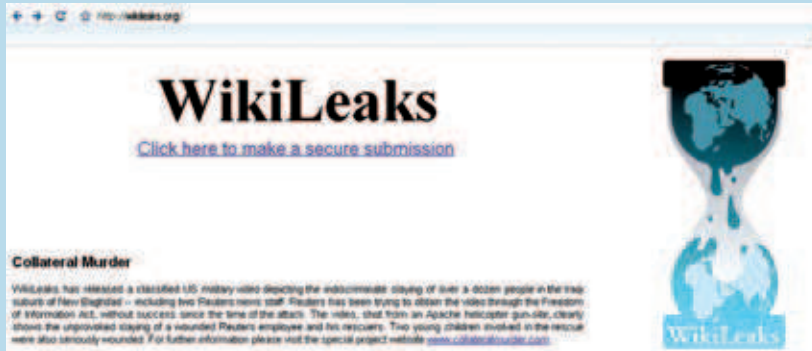 http://wikileaks.org
WikiLeaks
Click here to make a secure submission
Collateral Murder
WikiLeaks has released a classified US military video depicting the indiscriminate slaying of over a dozen people in the Iraqi
suburb of New Baghdad -- including two Reuters news staff. Reuters has been trying to obtain the video through the Freedom
of Information Act, without success since the time of the attack. The video, shot from an Apache helicopter gun-site, clearly
shows the unprovoked slaying of a wounded Reuters employee and his rescuers. Two young children involved in the rescue
were also seriously wounded. For further information please visit the special project website www.collateralmurder.com.
WikiLeaks